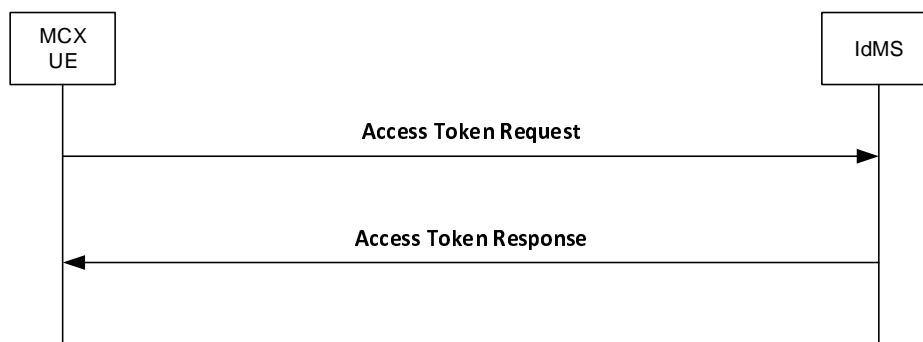 MCX
UE
IdMS
Access Token Request
Access Token Response